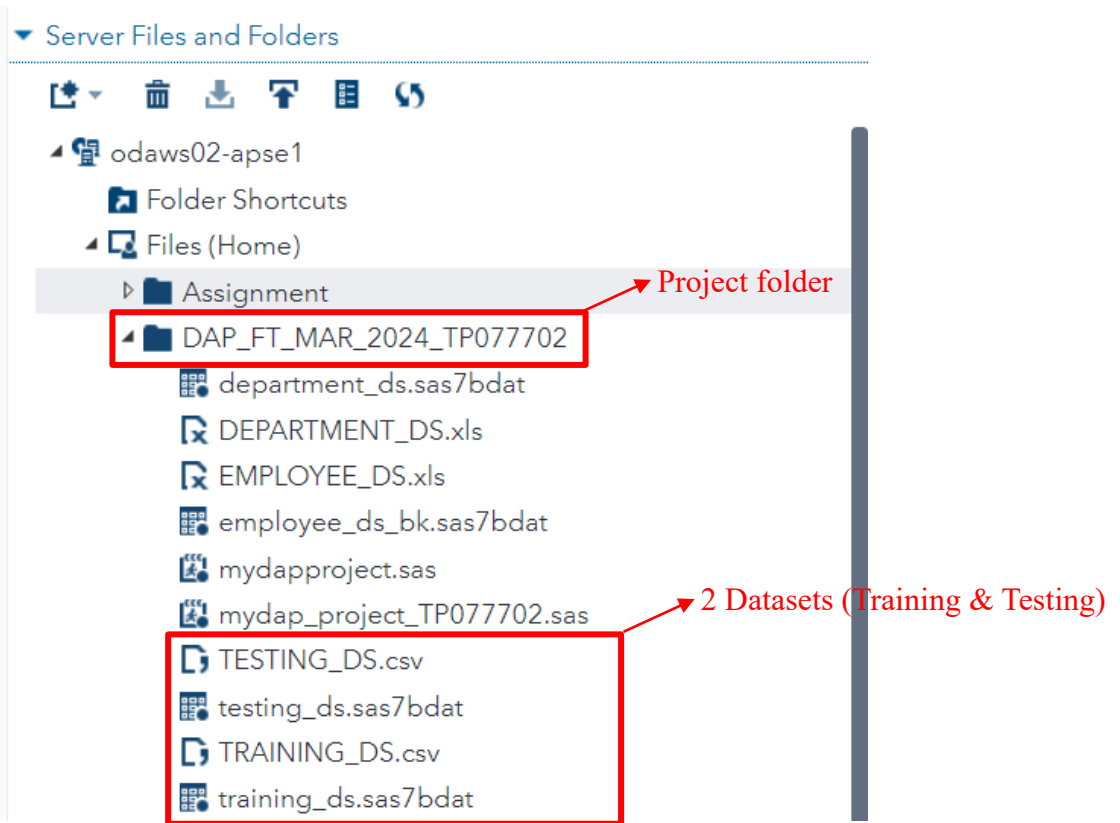 Server Files and Folders
odaws02-apse1
Folder Shortcuts
Files (Home)
Assignment
Project folder
DAP_FT_MAR_2024_TP077702
department_ds.sas7bdat
DEPARTMENT_DS.xls
EMPLOYEE_DS.xls
employee_ds_bk.sas7bdat
mydapproject.sas
mydap_project_TP077702.sas
2 Datasets (Training & Testing)
TESTING_DS.csv
testing_ds.sas7bdat
TRAINING_DS.csv
training_ds.sas7bdat